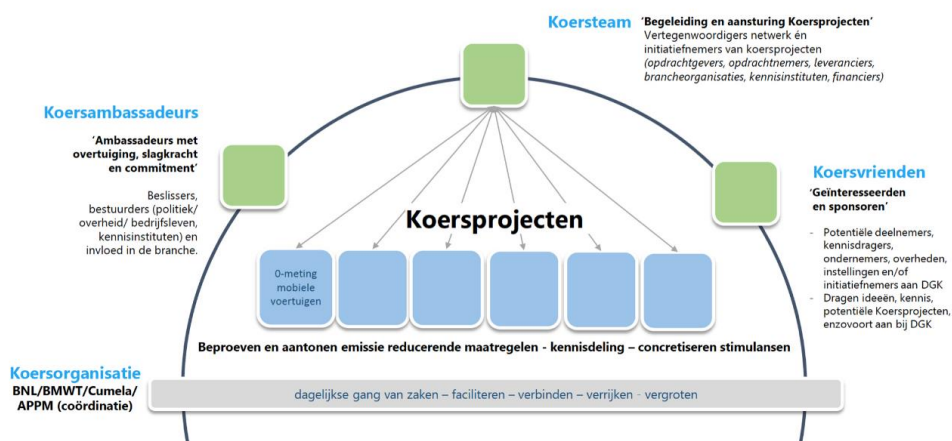 Koersteam
'Begeleiding en aansturing Koersprojecten'
Vertegenwoordigers netwerk én
initiatiefnemers van koersprojecten
(opdrachtgevers, opdrachtnemers, leveranciers,
brancheorganisaties, kennisinstituten, financiers)
Koersambassadeurs
'Ambassadeurs met
overtuiging, slagkracht
en commitment'
Beslissers,
bestuurders (politiek/
overheid/ bedrijfsleven,
kennisinstituten) en
invloed in de branche.
Koersvrienden
'Geïnteresseerden
en sponsoren'
- Potentiële deelnemers,
kennisdragers,
ondernemers, overheden,
instellingen en/of
initiatiefnemers aan DGK
- Dragen ideeën, kennis,
potentiële Koersprojecten,
enzovoort aan bij DGK
Koersprojecten
0-meting
mobiele
voertuigen
Beproeven en aantonen emissie reducerende maatregelen - kennisdeling – concretiseren stimulansen
Koersorganisatie
BNL/BMWT/Cumela/
APPM (coördinatie)
dagelijkse gang van zaken – faciliteren – verbinden – verrijken - vergroten